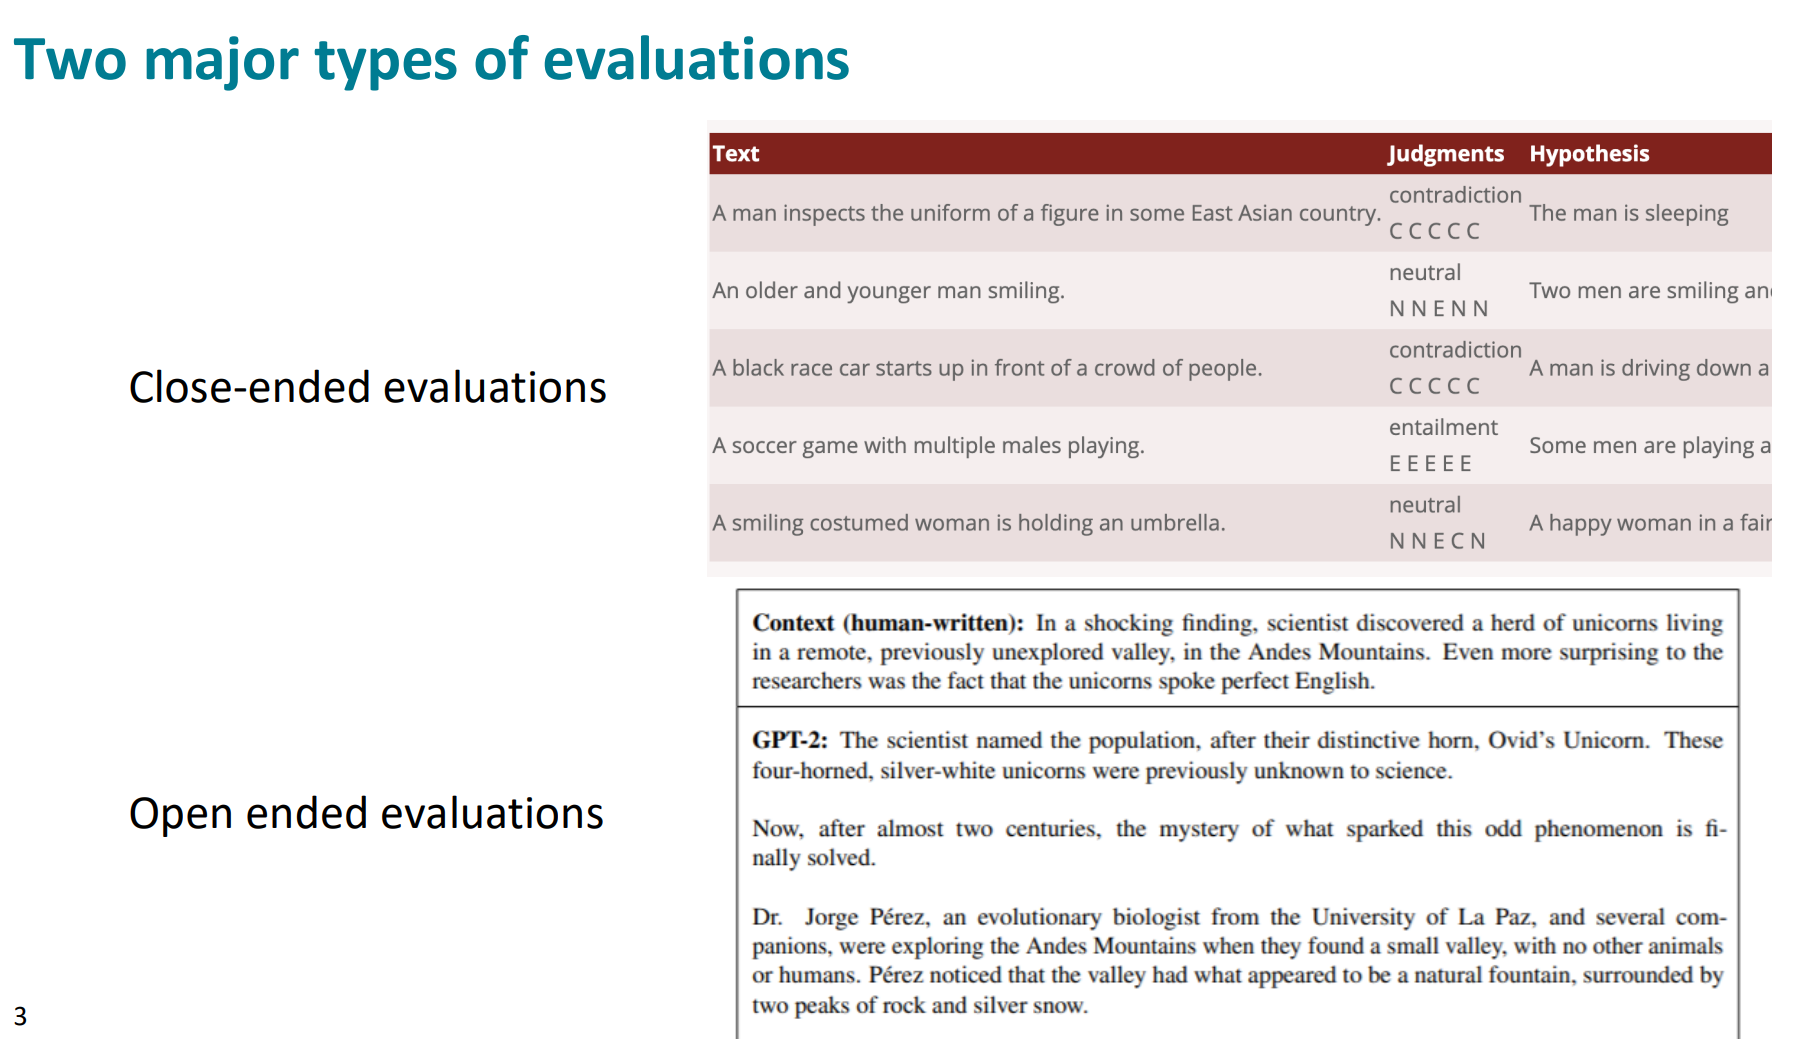 Two major types of evaluations
Text Judgments Hypothesis
A man inspects the uniform of a figure in some East Asian country. contradiction The man is sleeping
C C C C C
An older and younger man smiling. neutral Two men are smiling an
N N E N N
A black race car starts up in front of a crowd of people. contradiction A man is driving down a
C C C C C
A soccer game with multiple males playing. entailment Some men are playing a
E E E E E
A smiling costumed woman is holding an umbrella. neutral A happy woman in a fair
N N E C N
Close-ended evaluations
Context (human-written): In a shocking finding, scientist discovered a herd of unicorns living
in a remote, previously unexplored valley, in the Andes Mountains. Even more surprising to the
researchers was the fact that the unicorns spoke perfect English.
GPT-2: The scientist named the population, after their distinctive horn, Ovid's Unicorn. These
four-horned, silver-white unicorns were previously unknown to science.
Now, after almost two centuries, the mystery of what sparked this odd phenomenon is fi-
nally solved.
Dr. Jorge Pérez, an evolutionary biologist from the University of La Paz, and several com-
panions, were exploring the Andes Mountains when they found a small valley, with no other animals
or humans. Pérez noticed that the valley had what appeared to be a natural fountain, surrounded by
two peaks of rock and silver snow.
Open ended evaluations
3